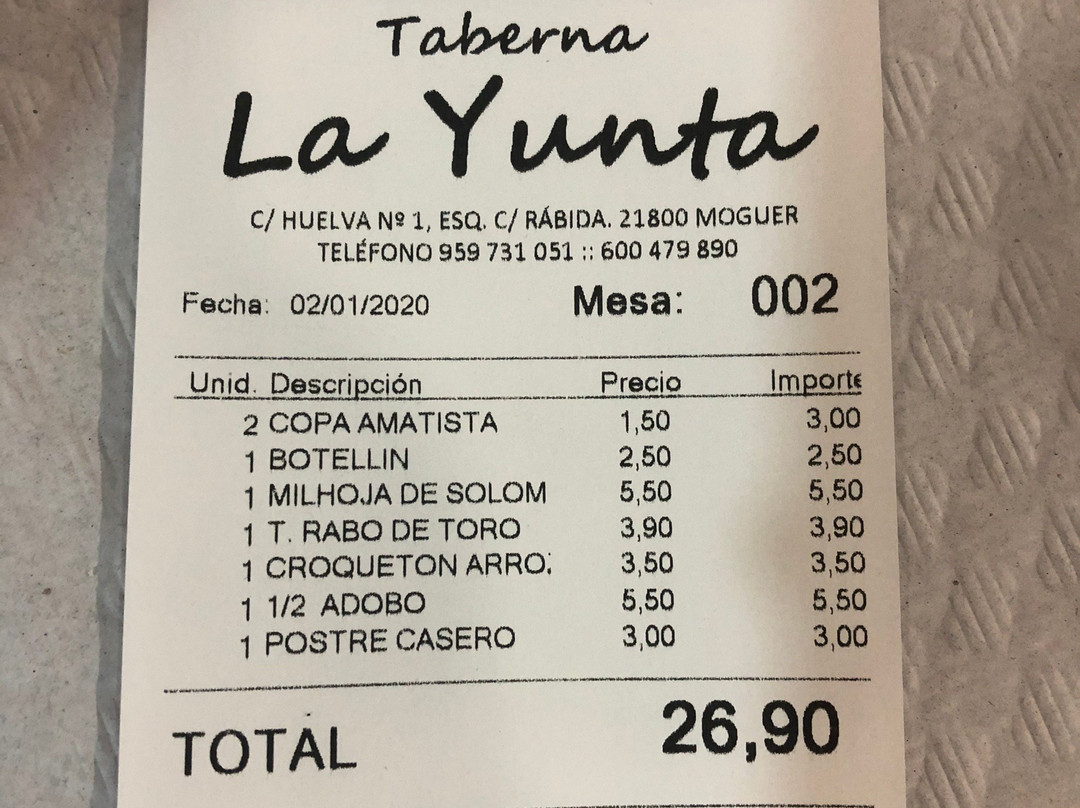 Taberna
La Yunta
C/ HUELVA Nº 1, ESQ. C/ RÁBIDA. 21800 MOGUER
TELÉFONO 959 731 051 :: 600 479 890
Fecha: 02/01/2020 Mesa: 002
Unid. Descripción Precio Importe
2 COPA AMATISTA 1,50 3,00
1 BOTELLIN 2,50 2,50
1 MILHOJA DE SOLOM 5,50 5,50
1 T. RABO DE TORO 3,90 3,90
1 CROQUETON ARRO 3,50 3,50
1 1/2 ADOBO 5,50 5,50
1 POSTRE CASERO 3,00 3,00
TOTAL 26,90